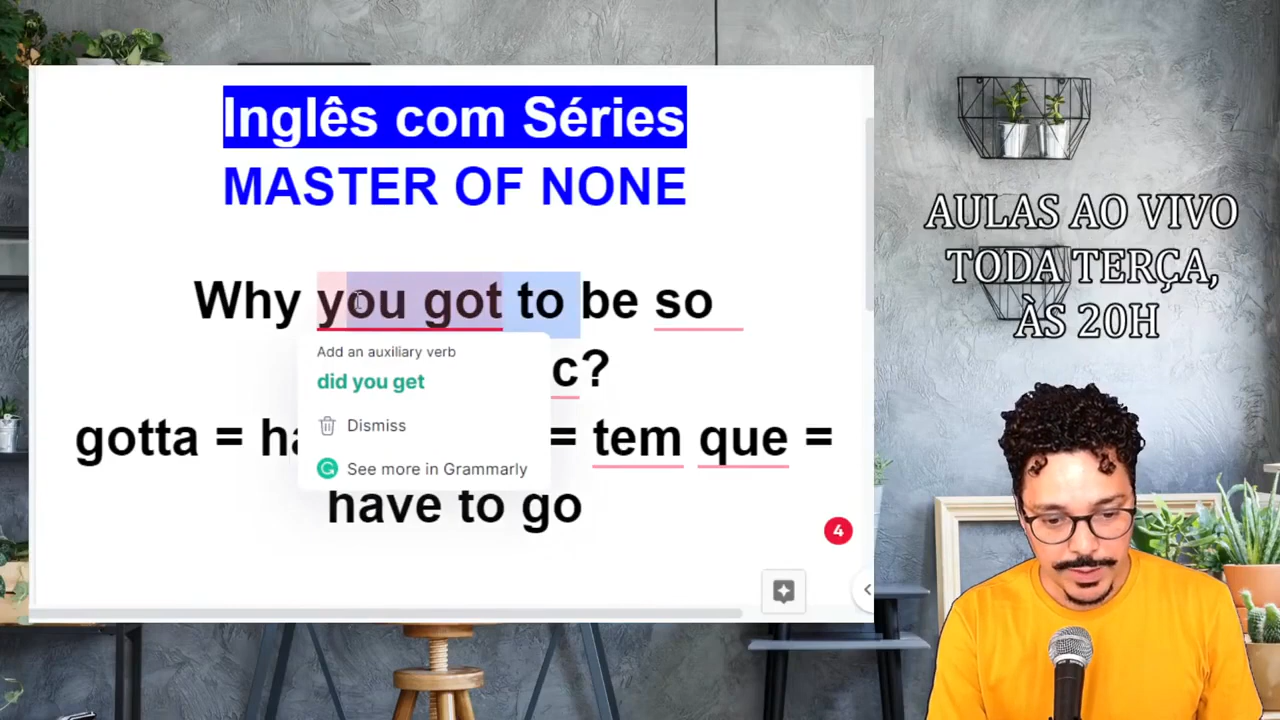 Inglês com Séries
MASTER OF NONE
Why you got to be so
c?
Add an auxiliary verb
did you get
Dismiss
See more in Grammarly
gotta = ha = tem que =
have to go
4
AULAS AO VIVO
TODA TERÇA,
ÀS 20H